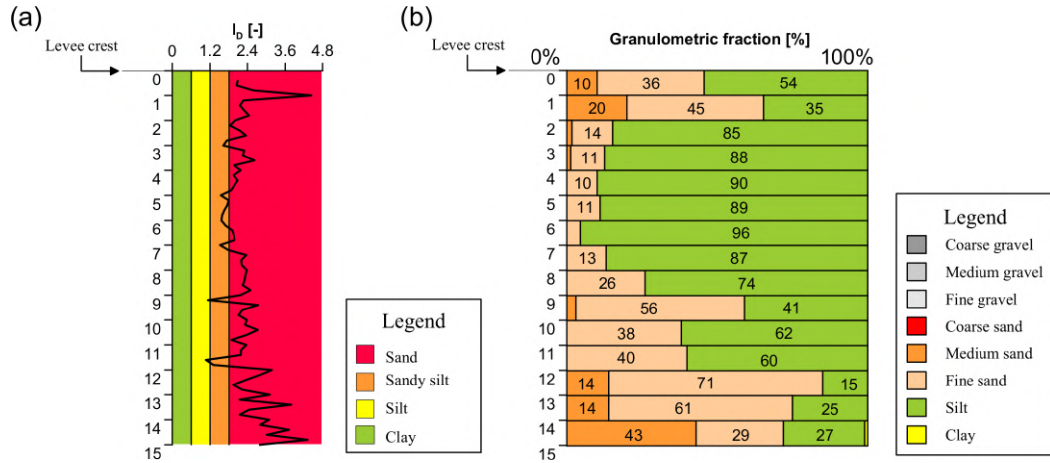 (a)
I_D [-]
Levee crest
0 1.2 2.4 3.6 4.8
0
1
2
3
4
5
6
7
8
9
10
11
12
13
14
15
Legend
Sand
Sandy silt
Silt
Clay
(b)
Levee crest
Granulometric fraction [%]
0% 100%
0 10 36 54
1 20 45 35
2 14 85
3 11 88
4 10 90
5 11 89
6 96
7 13 87
8 26 74
9 56 41
10 38 62
11 40 60
12 14 71 15
13 14 61 25
14 43 29 27
15
Legend
Coarse gravel
Medium gravel
Fine gravel
Coarse sand
Medium sand
Fine sand
Silt
Clay